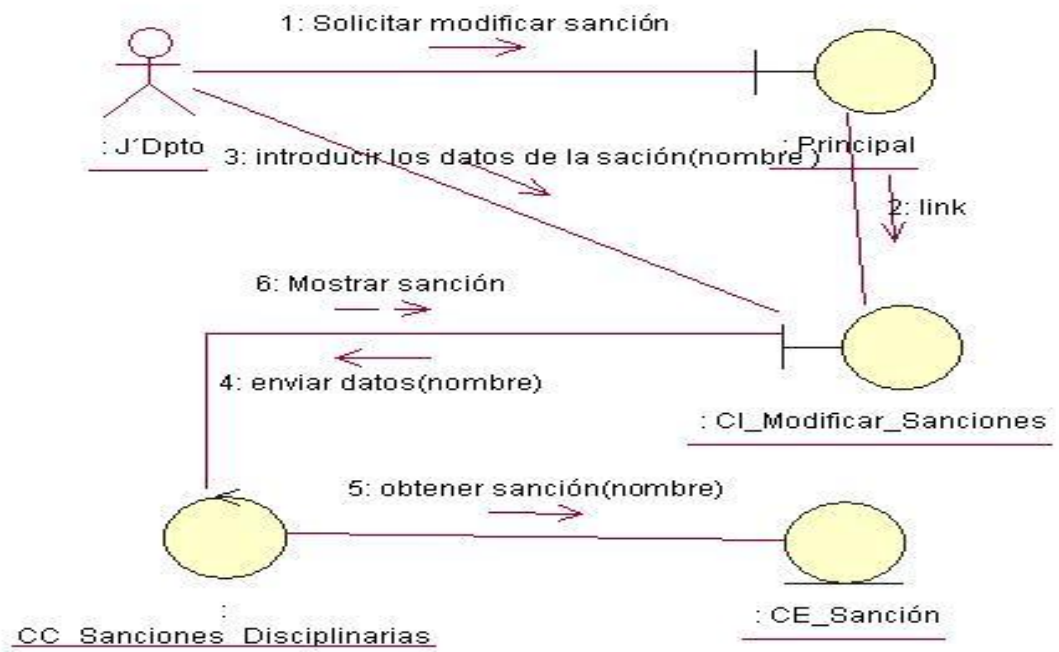 1: Solicitar modificar sanción
: J´Dpto
: Principal
3: introducir los datos de la sación(nombre )
2: link
6: Mostrar sanción
4: enviar datos(nombre)
: CI_Modificar_Sanciones
5: obtener sanción(nombre)
:
CC_Sanciones_Disciplinarias
: CE_Sanción